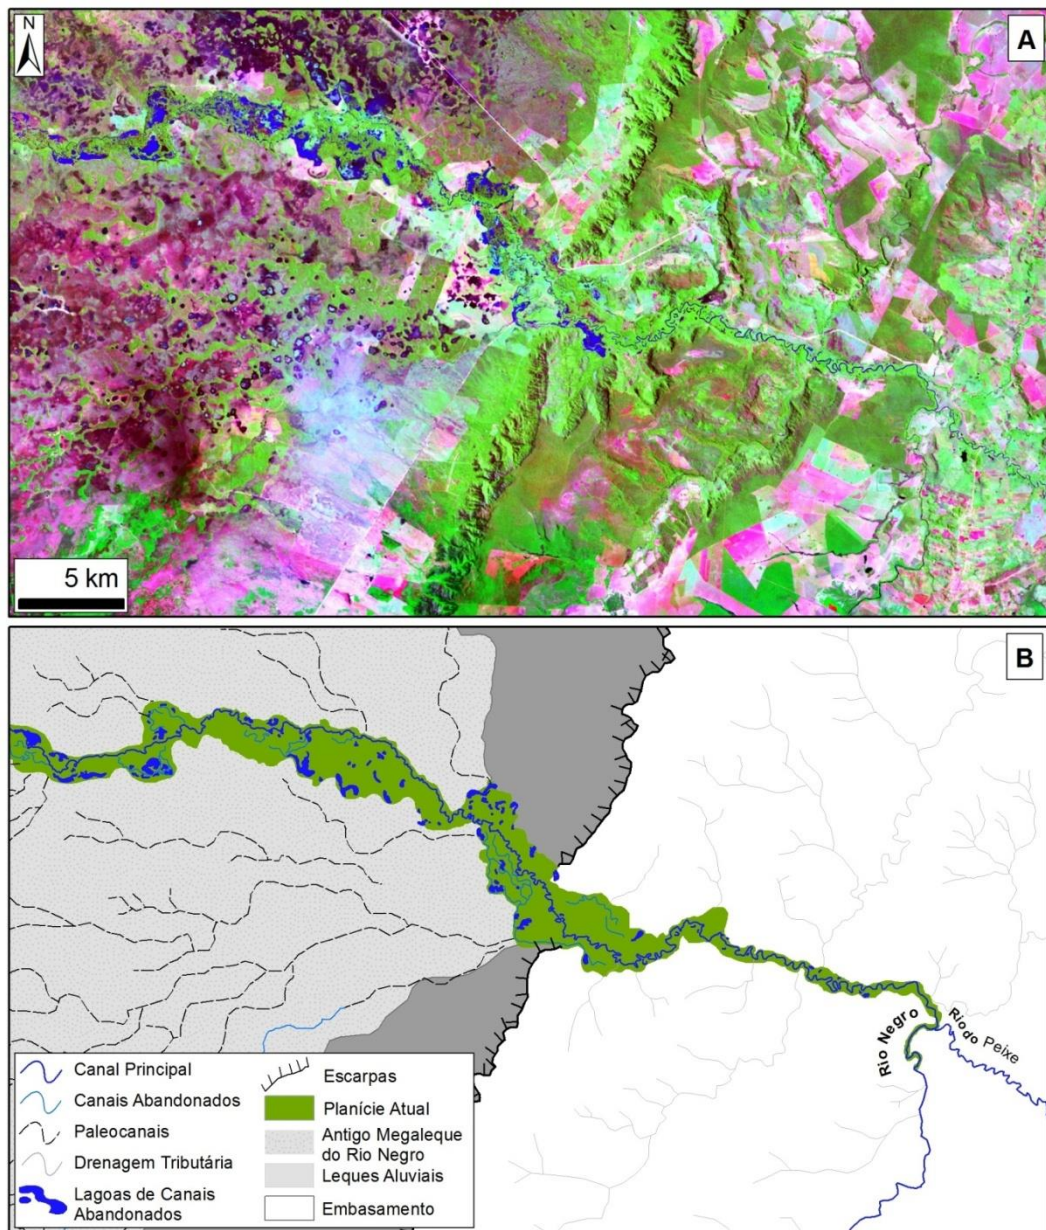 N
A
5 km
B
Rio Negro
Rio do Peixe
Canal Principal
Canais Abandonados
Paleocanais
Drenagem Tributária
Lagoas de Canais
Abandonados
Escarpas
Planície Atual
Antigo Megaleque
do Rio Negro
Leques Aluviais
Embasamento